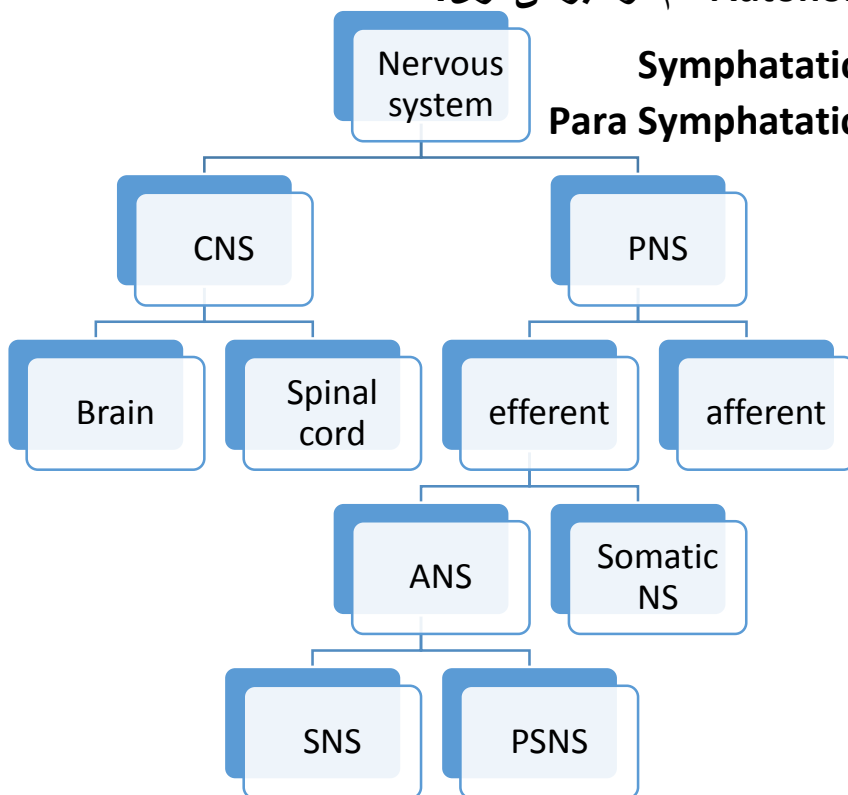 Nervous
system
Symphatatic
Para Symphatatic
CNS
PNS
Brain
Spinal
cord
efferent
afferent
ANS
Somatic
NS
SNS
PSNS